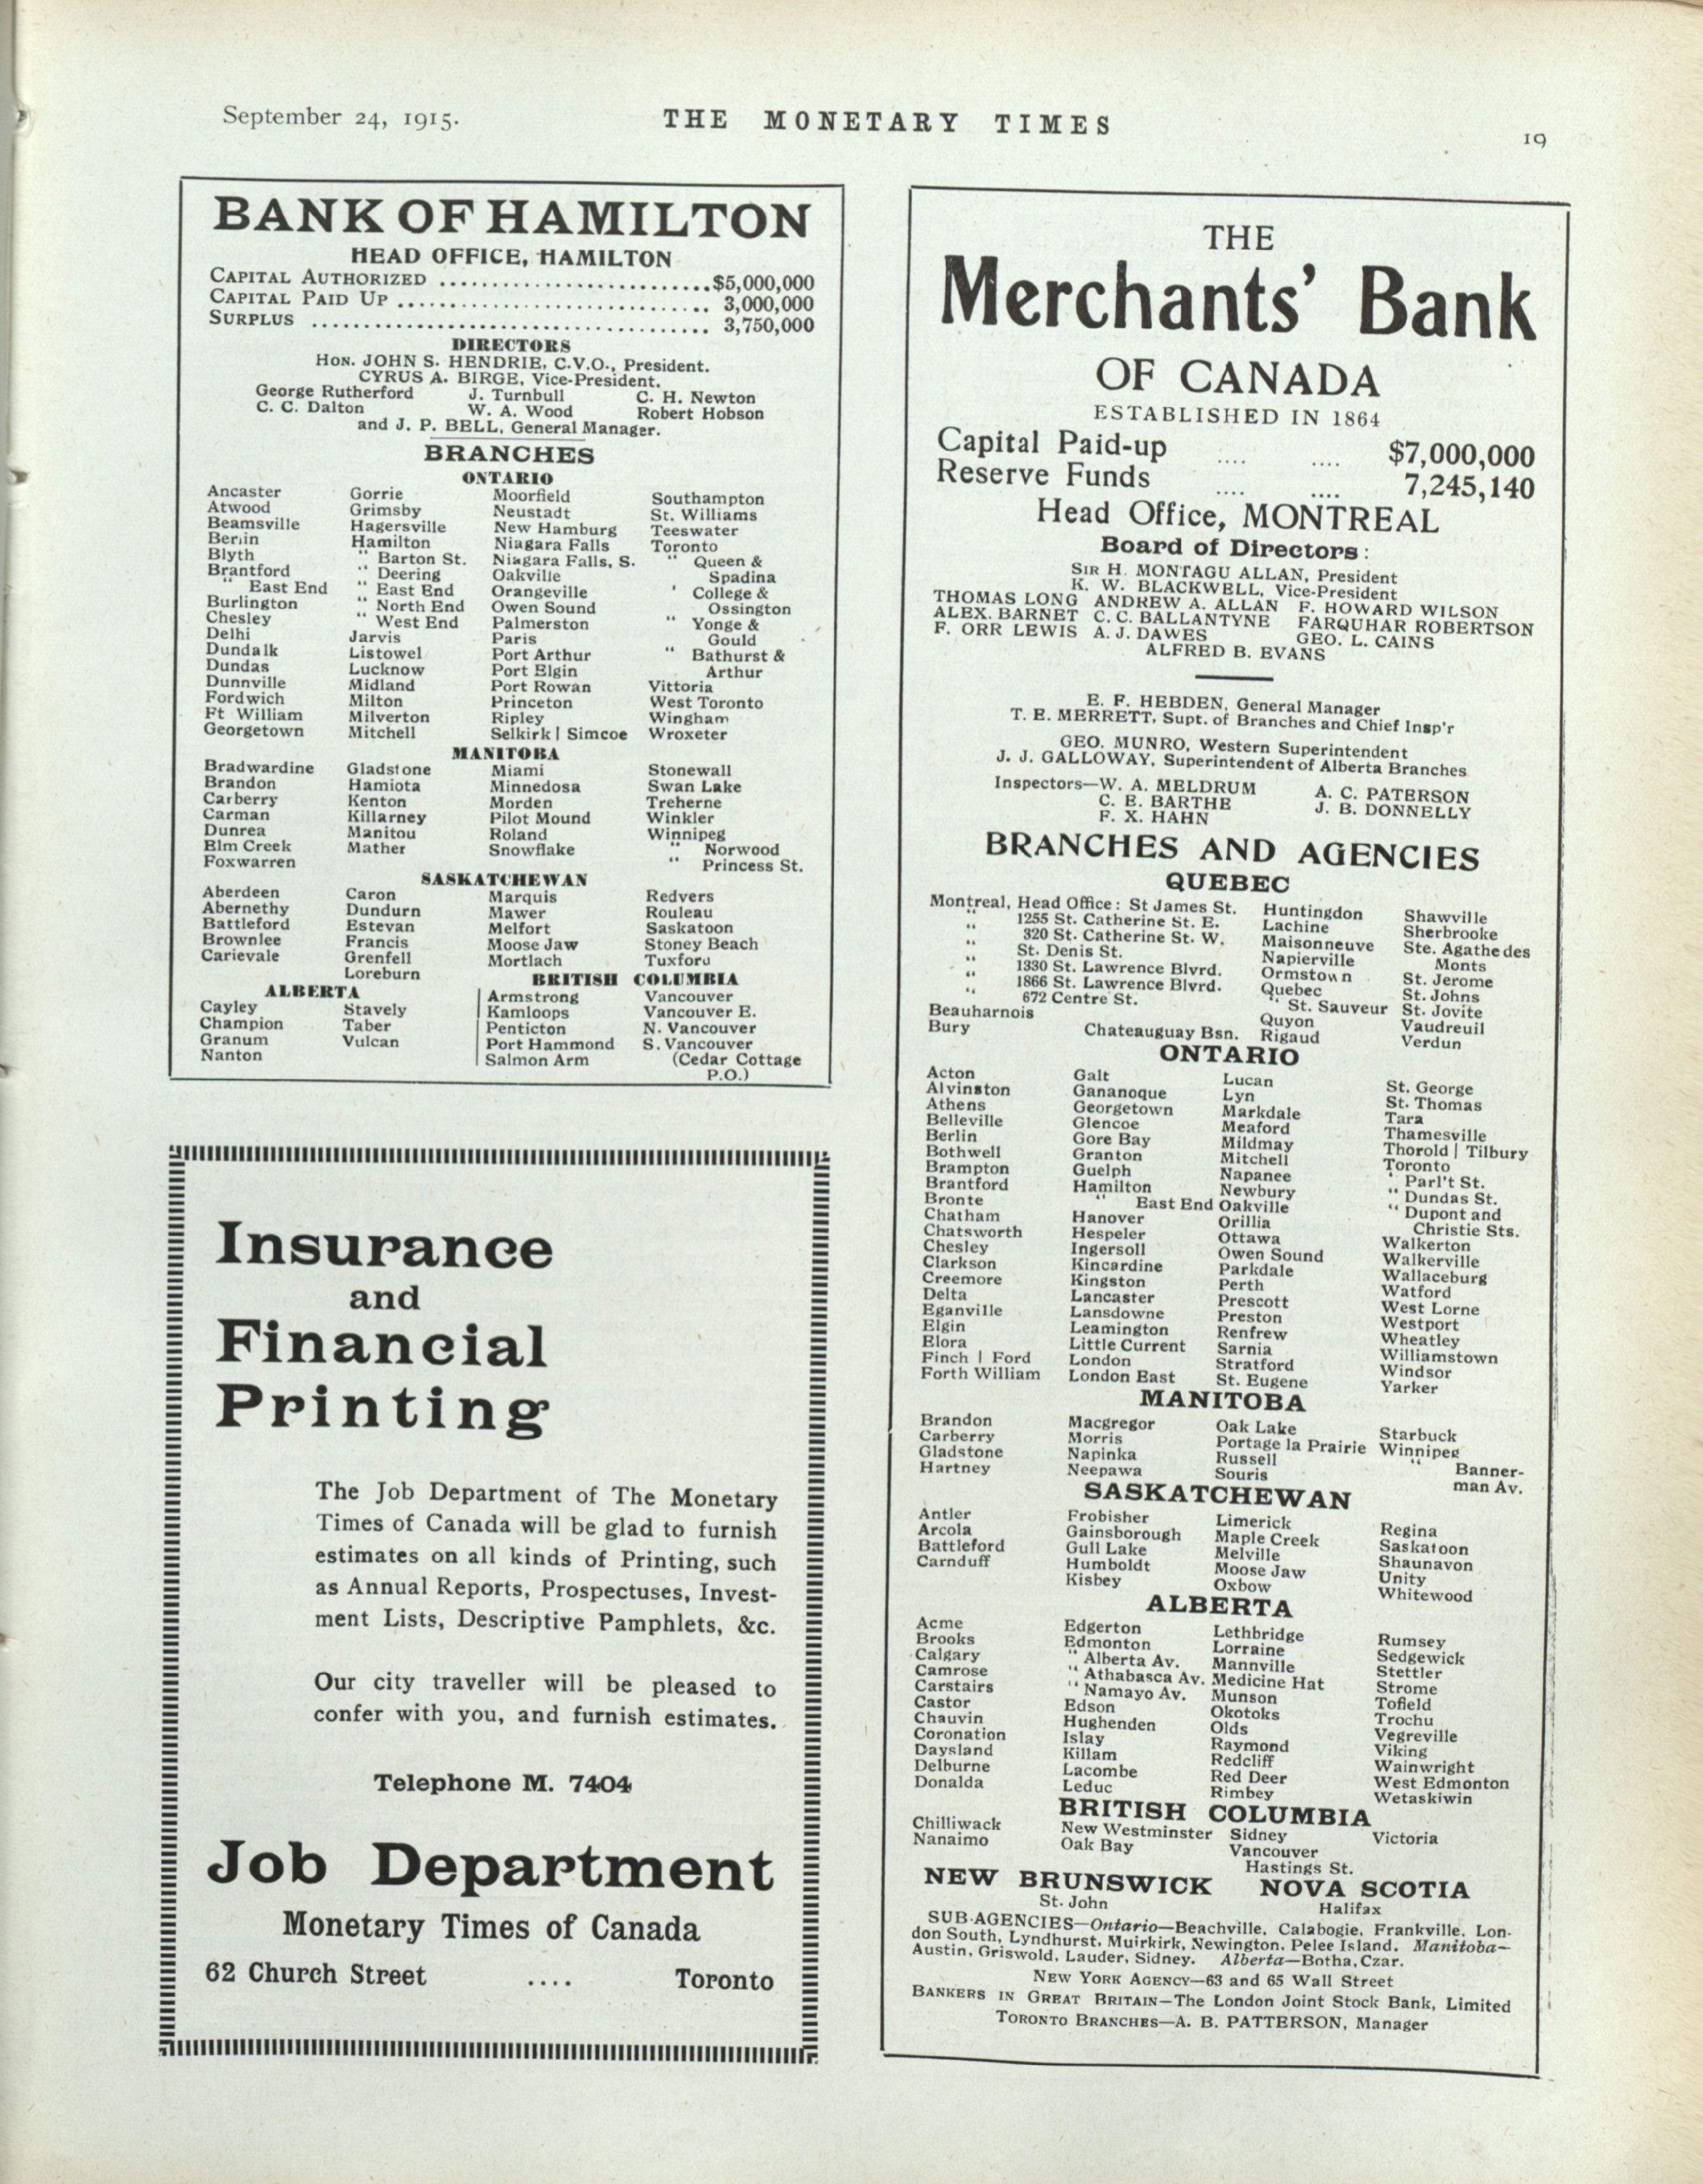 September 24, 1915.
THE MONETARY TIMES
19
BANK OF HAMILTON
HEAD OFFICE, HAMILTON
CAPITAL AUTHORIZED ..............................$5,000,000
CAPITAL PAID UP .................................. 3,000,000
SURPLUS ............................................ 3,750,000
DIRECTORS
HON. JOHN S. HENDRIE, C.V.O., President.
CYRUS A. BIRGE, Vice-President.
George Rutherford J. Turnbull C. H. Newton
C. C. Dalton W. A. Wood Robert Hobson
and J. P. BELL, General Manager.
BRANCHES
ONTARIO
Ancaster Gorrie Moorfield Southampton
Atwood Grimsby Neustadt St. Williams
Beamsville Hagersville New Hamburg Teeswater
Berlin Hamilton Niagara Falls Toronto
Blyth " Barton St. Niagara Falls, S. " Queen &
Brantford " Deering Oakville Spadina
" East End " East End Orangeville ' College &
Burlington " North End Owen Sound Ossington
Chesley " West End Palmerston " Yonge &
Delhi Jarvis Paris Gould
Dundalk Listowel Port Arthur " Bathurst &
Dundas Lucknow Port Elgin Arthur
Dunnville Midland Port Rowan Vittoria
Fordwich Milton Princeton West Toronto
Ft William Milverton Ripley Wingham
Georgetown Mitchell Selkirk | Simcoe Wroxeter
MANITOBA
Bradwardine Gladstone Miami Stonewall
Brandon Hamiota Minnedosa Swan Lake
Carberry Kenton Morden Treherne
Carman Killarney Pilot Mound Winkler
Dunrea Manitou Roland Winnipeg
Elm Creek Mather Snowflake " Norwood
Foxwarren " Princess St.
SASKATCHEWAN
Aberdeen Caron Marquis Redvers
Abernethy Dundurn Mawer Rouleau
Battleford Estevan Melfort Saskatoon
Brownlee Francis Moose Jaw Stoney Beach
Carievale Grenfell Mortlach Tuxford
Loreburn
ALBERTA
Cayley Stavely
Champion Taber
Granum Vulcan
Nanton
BRITISH COLUMBIA
Armstrong Vancouver
Kamloops Vancouver E.
Penticton N. Vancouver
Port Hammond S. Vancouver
Salmon Arm (Cedar Cottage
P.O.)
Insurance
and
Financial
Printing
The Job Department of The Monetary
Times of Canada will be glad to furnish
estimates on all kinds of Printing, such
as Annual Reports, Prospectuses, Invest-
ment Lists, Descriptive Pamphlets, &c.
Our city traveller will be pleased to
confer with you, and furnish estimates.
Telephone M. 7404
Job Department
Monetary Times of Canada
62 Church Street .... Toronto
THE
Merchants' Bank
OF CANADA
ESTABLISHED IN 1864
Capital Paid-up .... .... $7,000,000
Reserve Funds .... .... 7,245,140
Head Office, MONTREAL
Board of Directors:
SIR H. MONTAGU ALLAN, President
K. W. BLACKWELL, Vice-President
THOMAS LONG ANDREW A. ALLAN F. HOWARD WILSON
ALEX. BARNET C. C. BALLANTYNE FARQUHAR ROBERTSON
F. ORR LEWIS A. J. DAWES GEO. L. CAINS
ALFRED B. EVANS
E. F. HEBDEN, General Manager
T. E. MERRETT, Supt. of Branches and Chief Insp'r
GEO. MUNRO, Western Superintendent
J. J. GALLOWAY, Superintendent of Alberta Branches
Inspectors—W. A. MELDRUM A. C. PATERSON
C. E. BARTHE J. B. DONNELLY
F. X. HAHN
BRANCHES AND AGENCIES
QUEBEC
Montreal, Head Office: St James St. Huntingdon Shawville
" 1255 St. Catherine St. E. Lachine Sherbrooke
" 320 St. Catherine St. W. Maisonneuve Ste. Agathe des
" St. Denis St. Napierville Monts
" 1330 St. Lawrence Blvrd. Ormstown St. Jerome
" 1866 St. Lawrence Blvrd. Quebec St. Johns
" 672 Centre St. " St. Sauveur St. Jovite
Beauharnois Quyon Vaudreuil
Bury Chateauguay Bsn. Rigaud Verdun
ONTARIO
Acton Galt Lucan St. George
Alvinston Gananoque Lyn St. Thomas
Athens Georgetown Markdale Tara
Belleville Glencoe Meaford Thamesville
Berlin Gore Bay Mildmay Thorold | Tilbury
Bothwell Granton Mitchell Toronto
Brampton Guelph Napanee " Parl't St.
Brantford Hamilton Newbury " Dundas St.
Bronte " East End Oakville " Dupont and
Chatham Hanover Orillia Christie Sts.
Chatsworth Hespeler Ottawa Walkerton
Chesley Ingersoll Owen Sound Walkerville
Clarkson Kincardine Parkdale Wallaceburg
Creemore Kingston Perth Watford
Delta Lancaster Prescott West Lorne
Eganville Lansdowne Preston Westport
Elgin Leamington Renfrew Wheatley
Elora Little Current Sarnia Williamstown
Finch | Ford London Stratford Windsor
Forth William London East St. Eugene Yarker
MANITOBA
Brandon Macgregor Oak Lake Starbuck
Carberry Morris Portage la Prairie Winnipeg
Gladstone Napinka Russell " Banner-
Hartney Neepawa Souris man Av.
SASKATCHEWAN
Antler Frobisher Limerick Regina
Arcola Gainsborough Maple Creek Saskatoon
Battleford Gull Lake Melville Shaunavon
Carnduff Humboldt Moose Jaw Unity
Kisbey Oxbow Whitewood
ALBERTA
Acme Edgerton Lethbridge Rumsey
Brooks Edmonton Lorraine Sedgewick
Calgary " Alberta Av. Mannville Stettler
Camrose " Athabasca Av. Medicine Hat Strome
Carstairs " Namayo Av. Munson Tofield
Castor Edson Okotoks Trochu
Chauvin Hughenden Olds Vegreville
Coronation Islay Raymond Viking
Daysland Killam Redcliff Wainwright
Delburne Lacombe Red Deer West Edmonton
Donalda Leduc Rimbey Wetaskiwin
BRITISH COLUMBIA
Chilliwack New Westminster Sidney Victoria
Nanaimo Oak Bay Vancouver
Hastings St.
NEW BRUNSWICK NOVA SCOTIA
St. John Halifax
SUB-AGENCIES—Ontario—Beachville, Calabogie, Frankville, Lon-
don South, Lyndhurst, Muirkirk, Newington, Pelee Island. Manitoba—
Austin, Griswold, Lauder, Sidney. Alberta—Botha, Czar.
NEW YORK AGENCY—63 and 65 Wall Street
BANKERS IN GREAT BRITAIN—The London Joint Stock Bank, Limited
TORONTO BRANCHES—A. B. PATTERSON, Manager